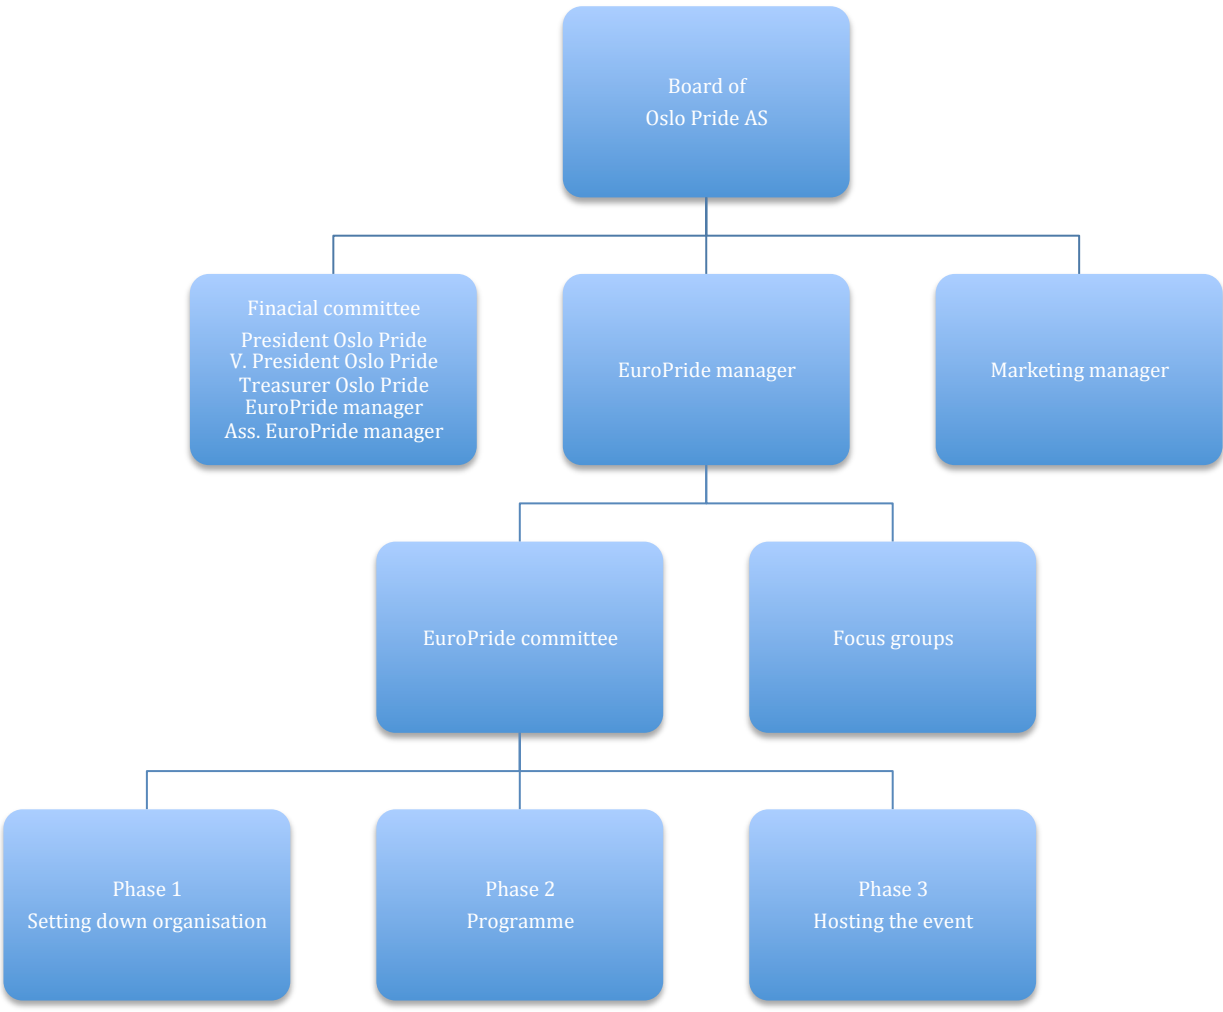 Board of
Oslo Pride AS
Finacial committee
President Oslo Pride
V. President Oslo Pride
Treasurer Oslo Pride
EuroPride manager
Ass. EuroPride manager
EuroPride manager
Marketing manager
EuroPride committee
Focus groups
Phase 1
Setting down organisation
Phase 2
Programme
Phase 3
Hosting the event